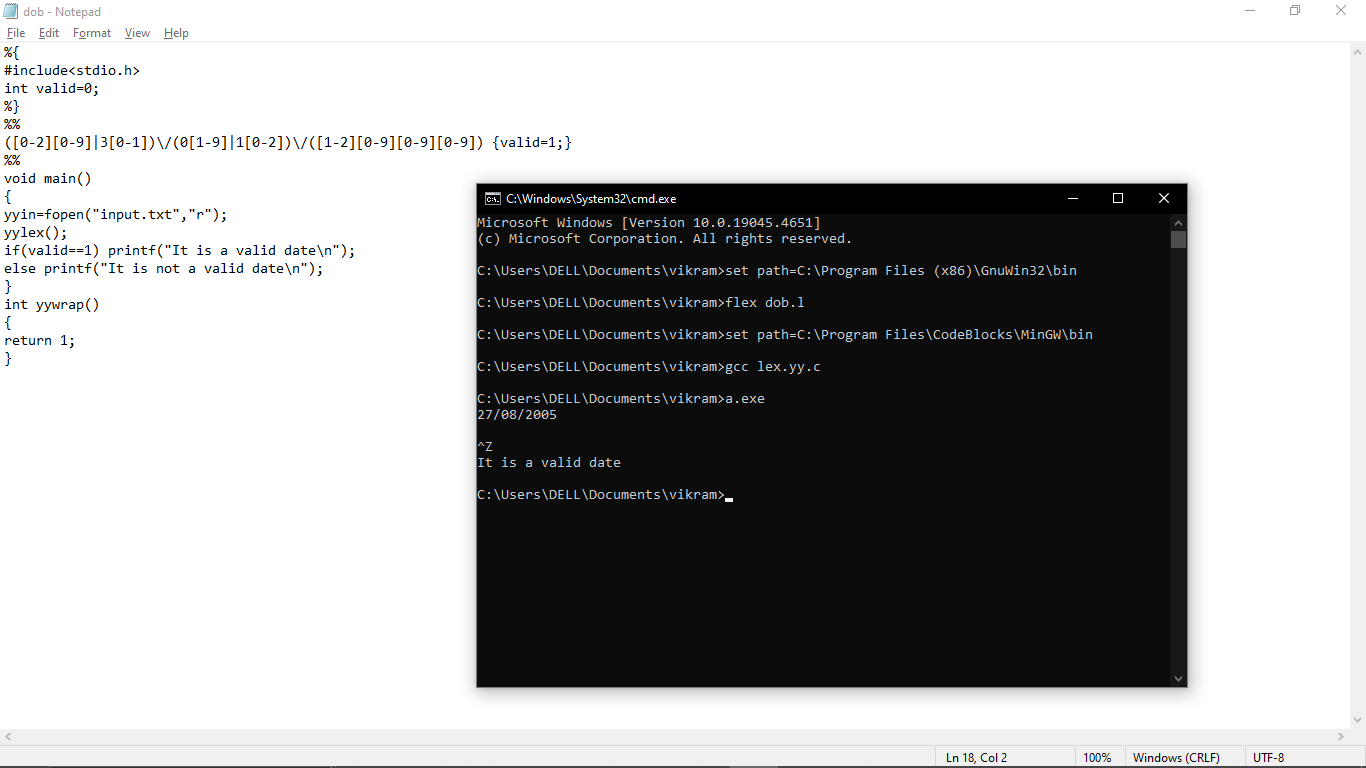 dob - Notepad
File Edit Format View Help
%{
#include<stdio.h>
int valid=0;
%}
%%
([0-2][0-9]|3[0-1])\/(0[1-9]|1[0-2])\/([1-2][0-9][0-9][0-9]) {valid=1;}
%%
void main()
{
yyin=fopen("input.txt","r");
yylex();
if(valid==1) printf("It is a valid date\n");
else printf("It is not a valid date\n");
}
int yywrap()
{
return 1;
}
C:\Windows\System32\cmd.exe
Microsoft Windows [Version 10.0.19045.4651]
(c) Microsoft Corporation. All rights reserved.
C:\Users\DELL\Documents\vikram>set path=C:\Program Files (x86)\GnuWin32\bin
C:\Users\DELL\Documents\vikram>flex dob.l
C:\Users\DELL\Documents\vikram>set path=C:\Program Files\CodeBlocks\MinGW\bin
C:\Users\DELL\Documents\vikram>gcc lex.yy.c
C:\Users\DELL\Documents\vikram>a.exe
27/08/2005
^Z
It is a valid date
C:\Users\DELL\Documents\vikram>
Ln 18, Col 2 100% Windows (CRLF) UTF-8